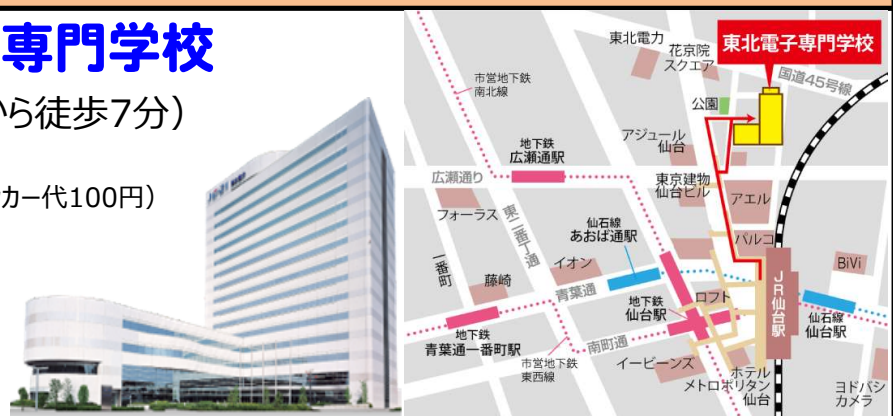 専門学校
から徒歩7分）
カー代100円）
東北電子専門学校
東北電力
花京院
スクエア
国道45号線
市営地下鉄
南北線
公園
アジュール
仙台
地下鉄
広瀬通駅
広瀬通り
東京建物
仙台ビル
アエル
フォーラス
東二番丁通
仙石線
あおば通駅
パルコ
一番町
藤崎
イオン
青葉通
BiVi
JR仙台駅
ロフト
地下鉄
仙台駅
仙石線
仙台駅
地下鉄
青葉通一番町駅
南町通
市営地下鉄
東西線
イービーンズ
ホテル
メトロポリタン
仙台
ヨドバシ
カメラ